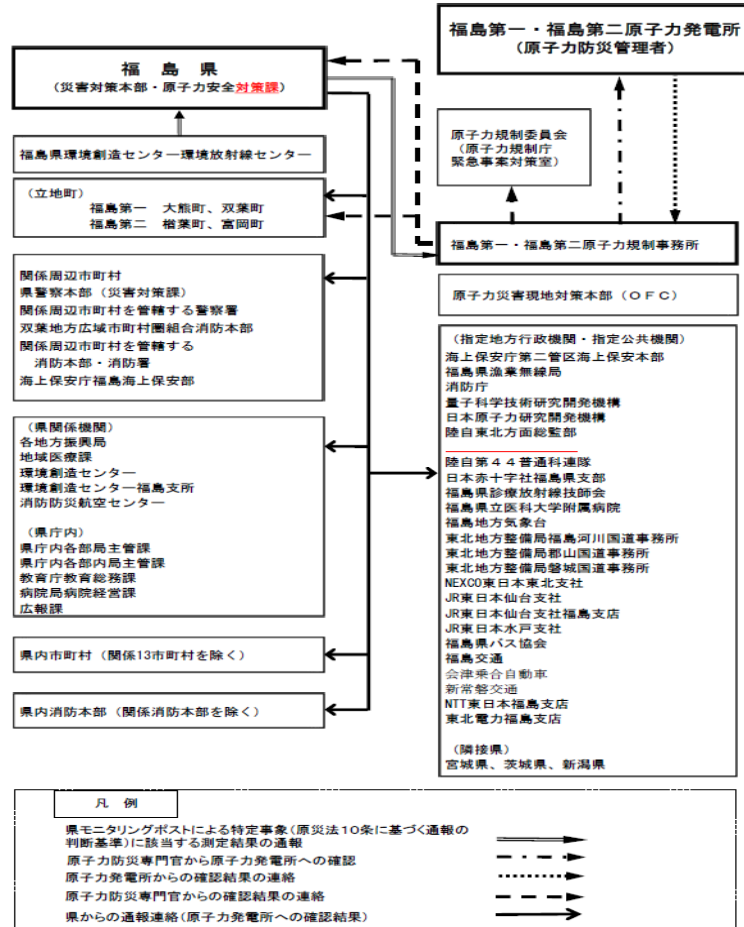 福島第一・福島第二原子力発電所
(原子力防災管理者)
福　島　県
(災害対策本部・原子力安全対策課)
原子力規制委員会
(原子力規制庁
緊急事案対策室)
福島県環境創造センター環境放射線センター
(立地町)
福島第一　大熊町、双葉町
福島第二　楢葉町、富岡町
福島第一・福島第二原子力規制事務所
関係周辺市町村
県警察本部(災害対策課)
関係周辺市町村を管轄する警察署
双葉地方広域市町村圏組合消防本部
関係周辺市町村を管轄する
消防本部・消防署
海上保安庁福島海上保安部
原子力災害現地対策本部(OFC)
(指定地方行政機関・指定公共機関)
海上保安庁第二管区海上保安本部
福島県漁業無線局
消防庁
量子科学技術研究開発機構
日本原子力研究開発機構
陸自東北方面総監部
陸自第44普通科連隊
日本赤十字社福島県支部
福島県診療放射線技師会
福島県立医科大学附属病院
福島地方気象台
東北地方整備局福島河川国道事務所
東北地方整備局郡山国道事務所
東北地方整備局磐城国道事務所
NEXCO東日本東北支社
JR東日本仙台支社
JR東日本仙台支社福島支店
JR東日本水戸支社
福島県バス協会
福島交通
会津乗合自動車
新常磐交通
NTT東日本福島支店
東北電力福島支店
(隣接県)
宮城県、茨城県、新潟県
(県関係機関)
各地方振興局
地域医療課
環境創造センター
環境創造センター福島支所
消防防災航空センター
(県庁内)
県庁内各部局主管課
県庁内各部内局主管課
教育庁教育総務課
病院局病院経営課
広報課
県内市町村(関係13市町村を除く)
県内消防本部(関係消防本部を除く)
凡　例
県モニタリングポストによる特定事象(原災法10条に基づく通報の
判断基準)に該当する測定結果の通報
原子力防災専門官から原子力発電所への確認
原子力発電所からの確認結果の連絡
原子力防災専門官からの確認結果の連絡
県からの通報連絡(原子力発電所への確認結果)